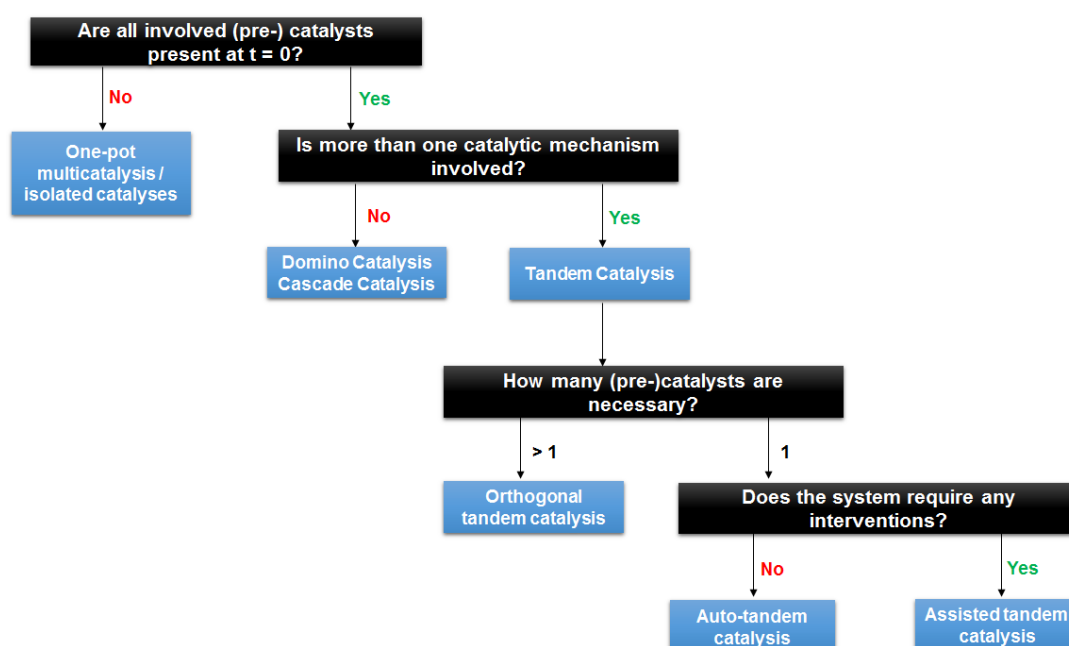 Are all involved (pre-) catalysts
present at t = 0?
No
Yes
One-pot
multicatalysis /
isolated catalyses
Is more than one catalytic mechanism
involved?
No
Yes
Domino Catalysis
Cascade Catalysis
Tandem Catalysis
How many (pre-)catalysts are
necessary?
> 1
1
Orthogonal
tandem catalysis
Does the system require any
interventions?
No
Yes
Auto-tandem
catalysis
Assisted tandem
catalysis